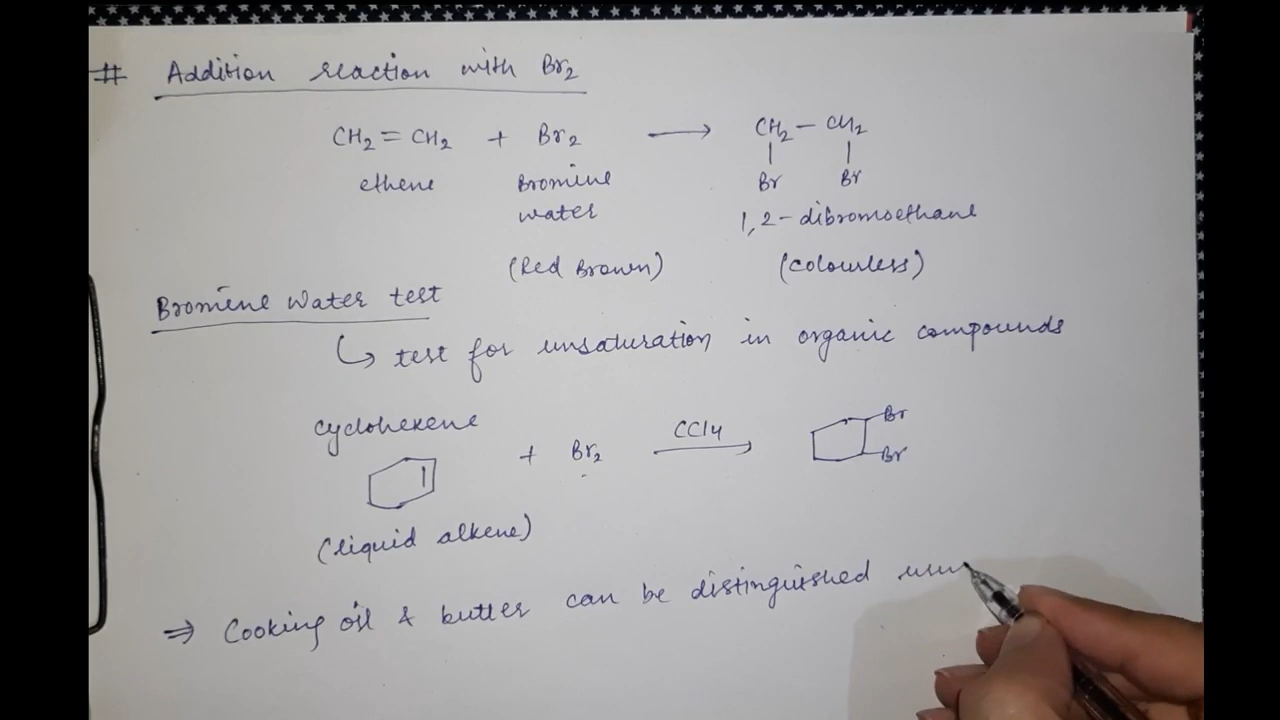 # Addition reaction with Br₂
CH₂ = CH₂ + Br₂ ⟶ CH₂ – CH₂
ethene Bromine Br Br
water 1,2 - dibromoethane
(Red Brown) (colourless)
Bromine Water test
↳ test for unsaturation in organic compounds
cyclohexene
+ Br₂ CCl4 ⟶ Br
Br
(liquid alkene)
⇒ Cooking oil & butter can be distinguished